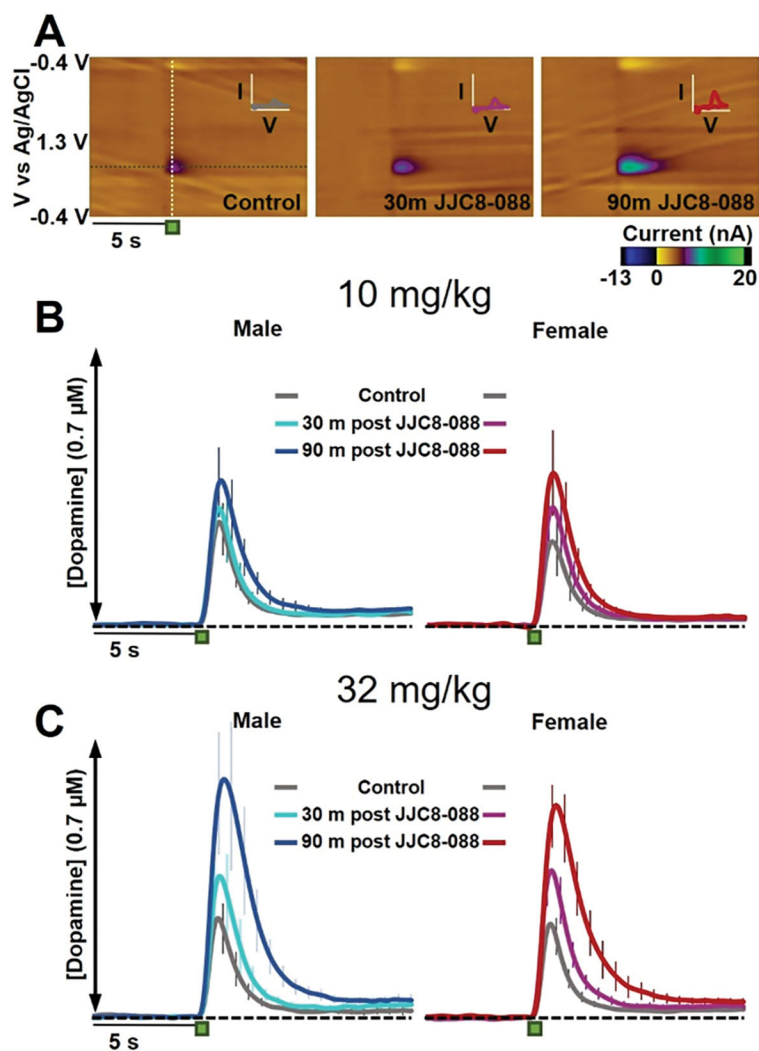 A
V vs Ag/AgCl
-0.4 V
1.3 V
-0.4 V
I
V
Control
I
V
30m JJC8-088
I
V
90m JJC8-088
5 s
Current (nA)
-13 0 20
10 mg/kg
B
Male
Female
[Dopamine] (0.7 μM)
Control
30 m post JJC8-088
90 m post JJC8-088
5 s
32 mg/kg
C
Male
Female
[Dopamine] (0.7 μM)
Control
30 m post JJC8-088
90 m post JJC8-088
5 s